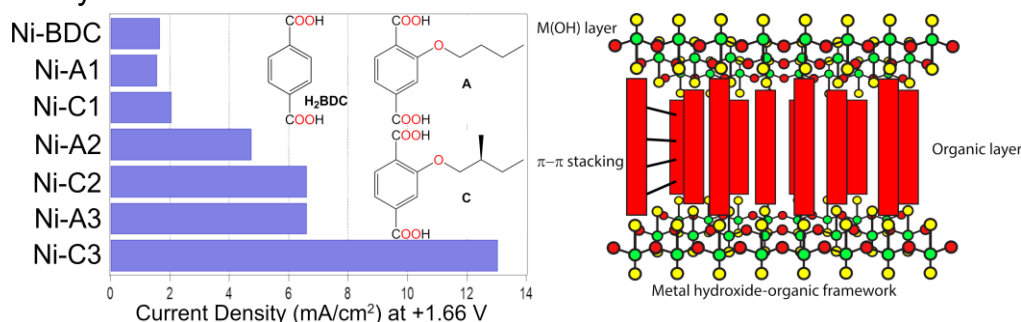 Ni-BDC
Ni-A1
Ni-C1
Ni-A2
Ni-C2
Ni-A3
Ni-C3
0 2 4 6 8 10 12 14
Current Density (mA/cm²) at +1.66 V
COOH
H₂BDC
COOH
COOH
O
A
COOH
COOH
O
C
COOH
M(OH) layer
π–π stacking
Organic layer
Metal hydroxide-organic framework